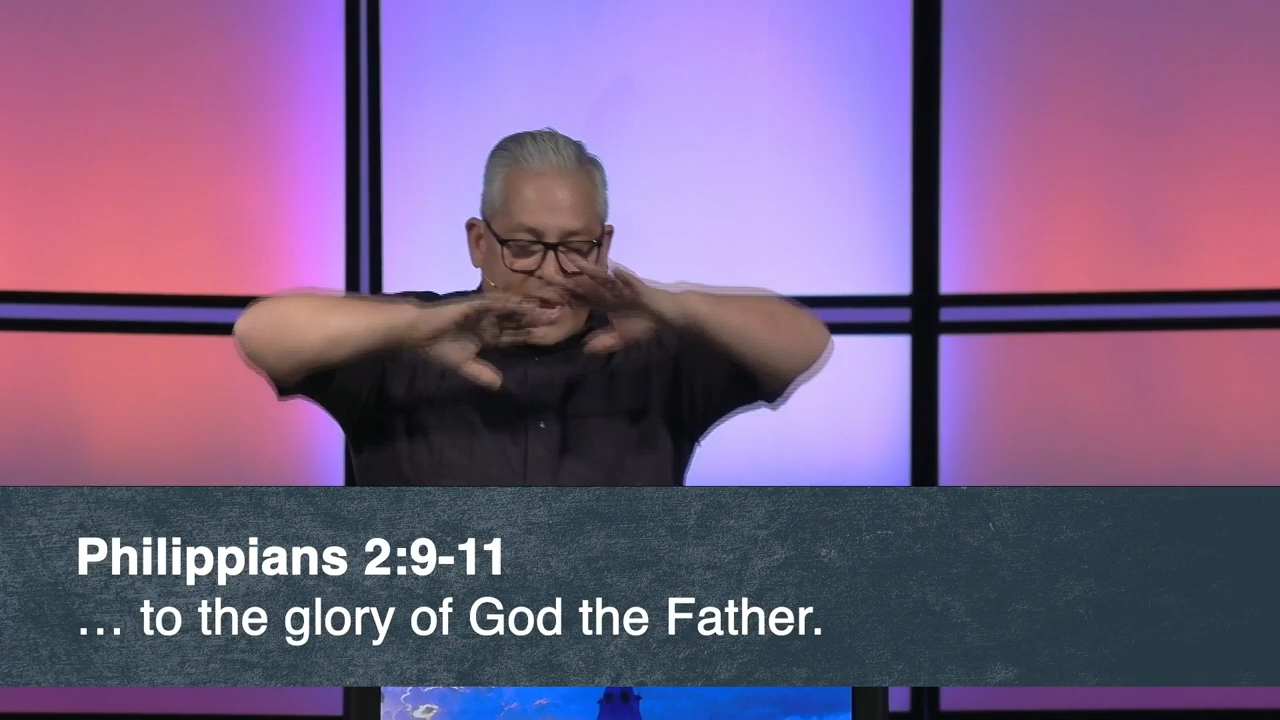 Philippians 2:9-11
… to the glory of God the Father.